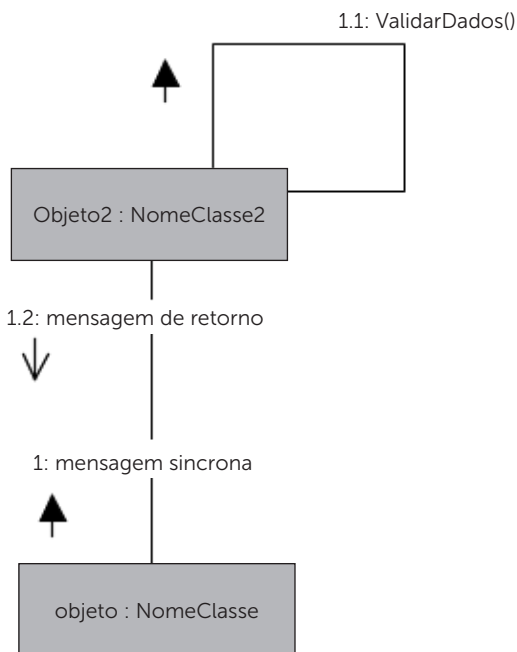 1.1: ValidarDados()
Objeto2 : NomeClasse2
1.2: mensagem de retorno
1: mensagem sincrona
objeto : NomeClasse